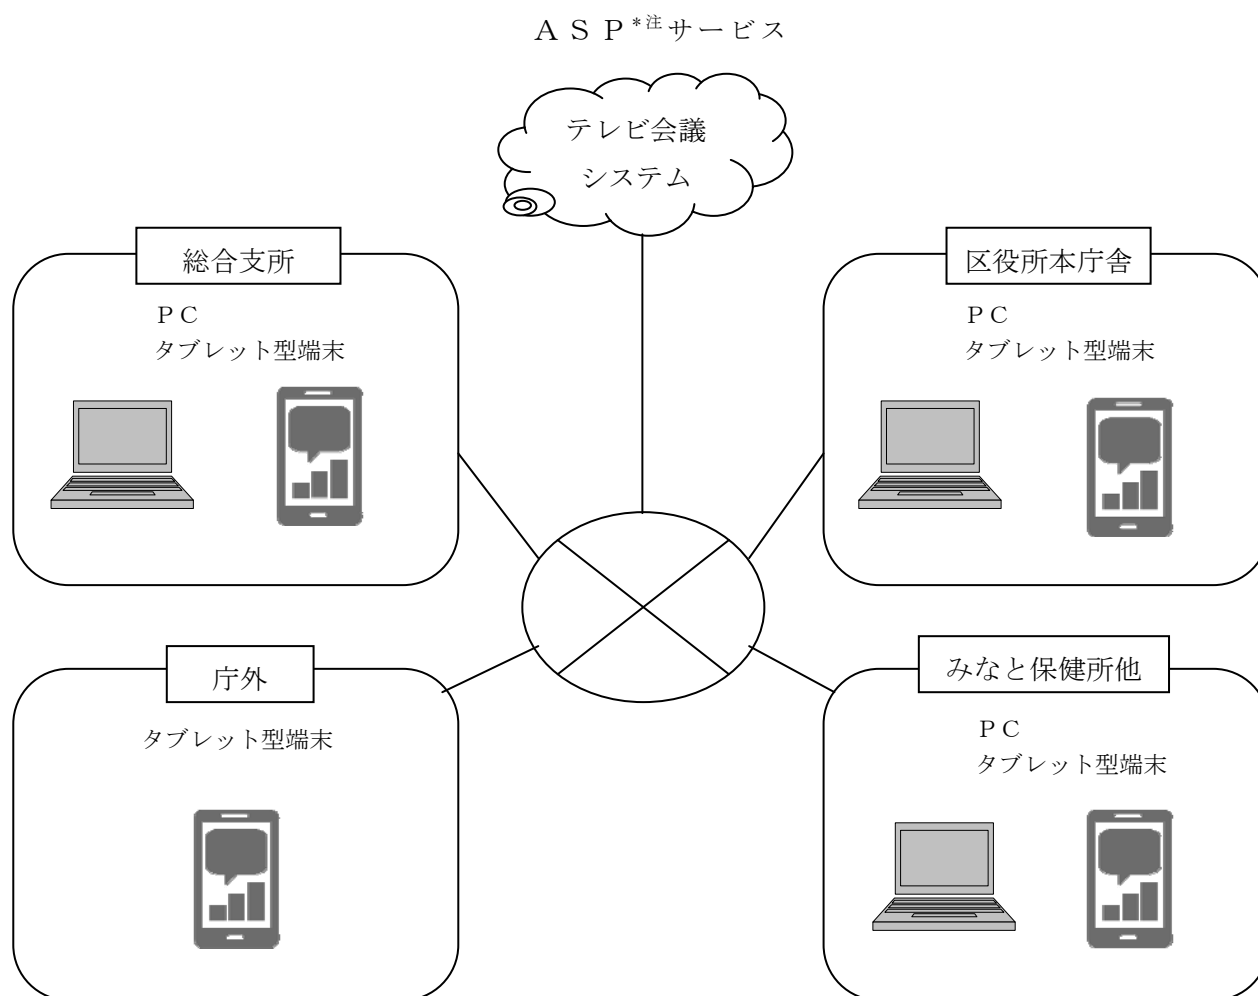 ＡＳＰ*注サービス
テレビ会議
システム
総合支所
ＰＣ
タブレット型端末
区役所本庁舎
ＰＣ
タブレット型端末
庁外
タブレット型端末
みなと保健所他
ＰＣ
タブレット型端末